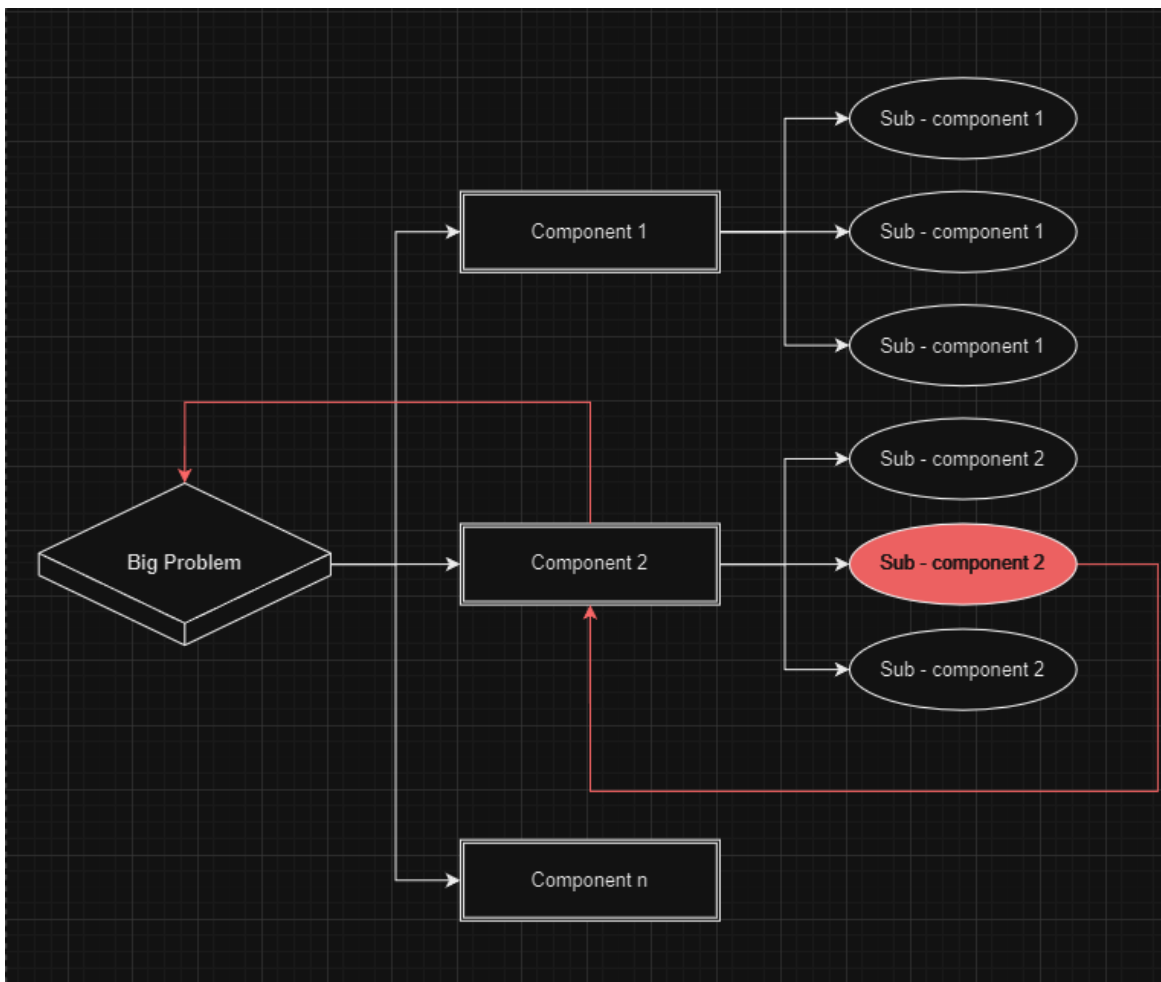 Sub - component 1
Component 1
Sub - component 1
Sub - component 1
Sub - component 2
Big Problem
Component 2
Sub - component 2
Sub - component 2
Component n